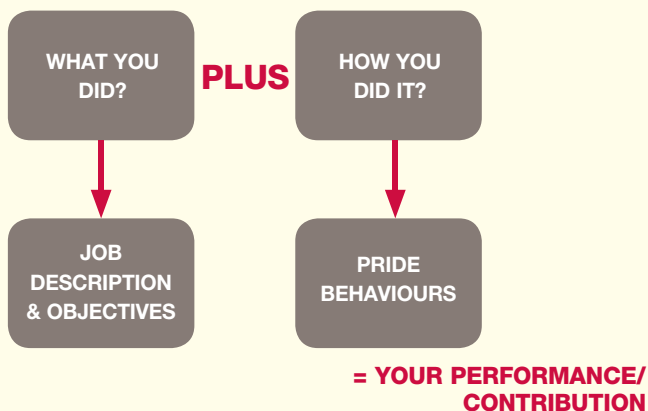 WHAT YOU
DID?
PLUS
HOW YOU
DID IT?
JOB
DESCRIPTION
& OBJECTIVES
PRIDE
BEHAVIOURS
= YOUR PERFORMANCE/
CONTRIBUTION